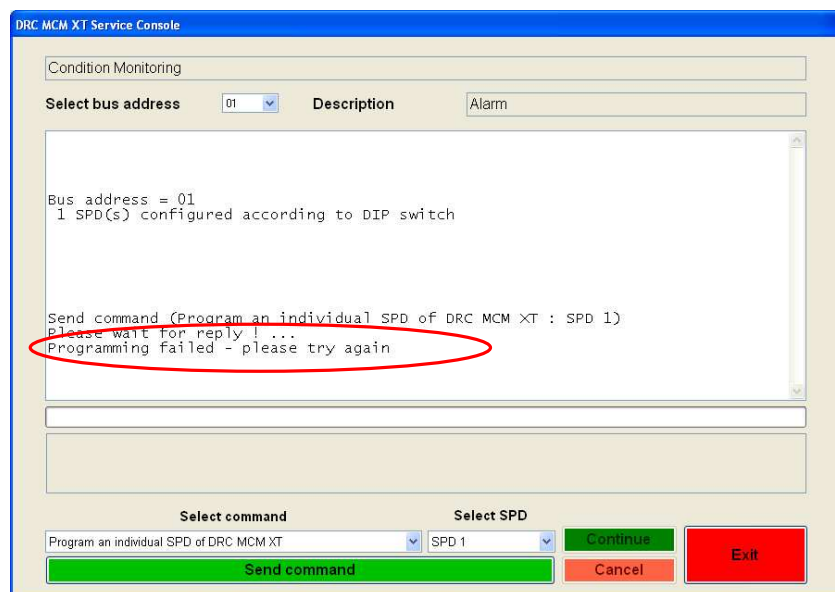 DRC MCM XT Service Console
Condition Monitoring
Select bus address 01 Description Alarm
Bus address = 01
1 SPD(s) configured according to DIP switch
Send command (Program an individual SPD of DRC MCM XT : SPD 1)
Please wait for reply ! ...
Programming failed - please try again
Select command Select SPD
Program an individual SPD of DRC MCM XT SPD 1 Continue
Exit
Send command Cancel